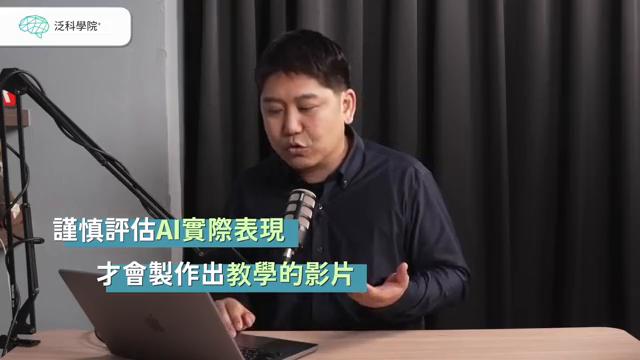 泛科學院
謹慎評估AI實際表現
才會製作出教學的影片